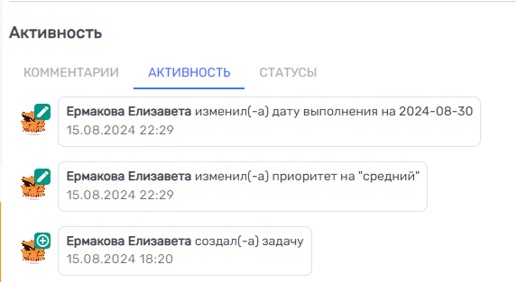 Активность
КОММЕНТАРИИ АКТИВНОСТЬ СТАТУСЫ
Ермакова Елизавета изменил(-а) дату выполнения на 2024-08-30
15.08.2024 22:29
Ермакова Елизавета изменил(-а) приоритет на "средний"
15.08.2024 22:29
Ермакова Елизавета создал(-а) задачу
15.08.2024 18:20